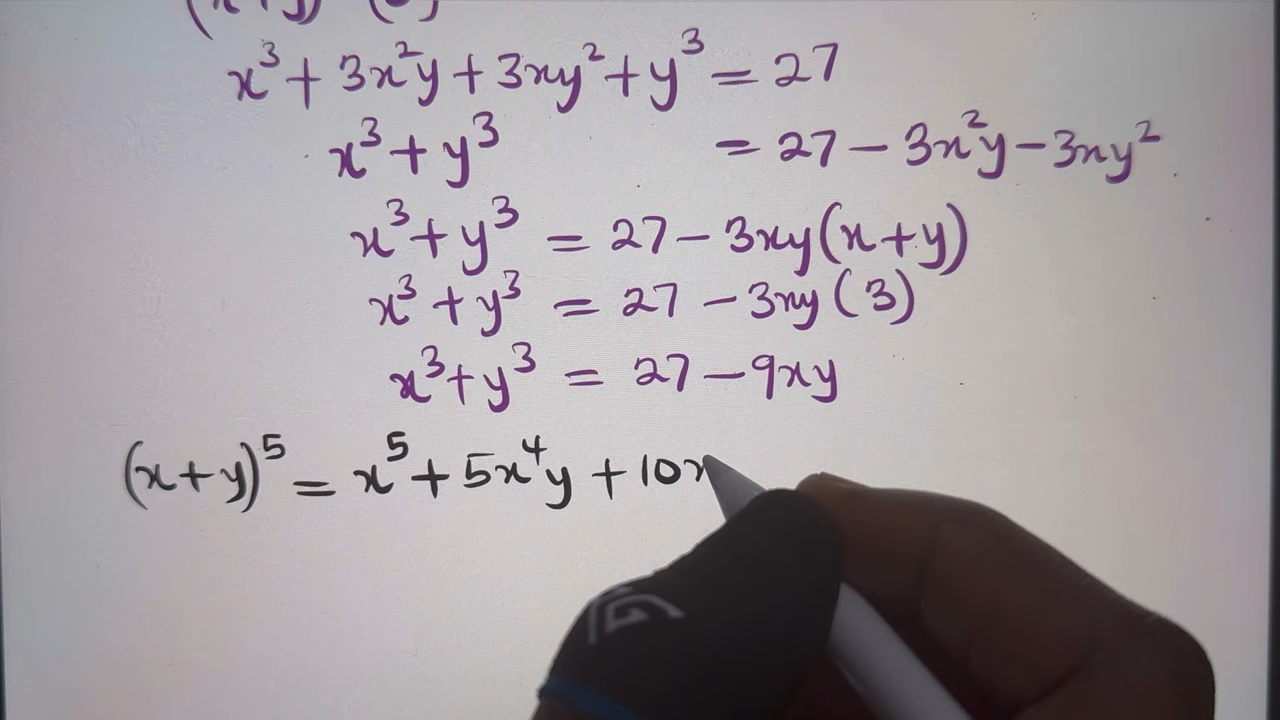 x³ + 3x²y + 3xy² + y³ = 27
x³ + y³ = 27 − 3x²y − 3xy²
x³ + y³ = 27 − 3xy(x+y)
x³ + y³ = 27 − 3xy(3)
x³ + y³ = 27 − 9xy
(x+y)⁵ = x⁵ + 5x⁴y + 10x